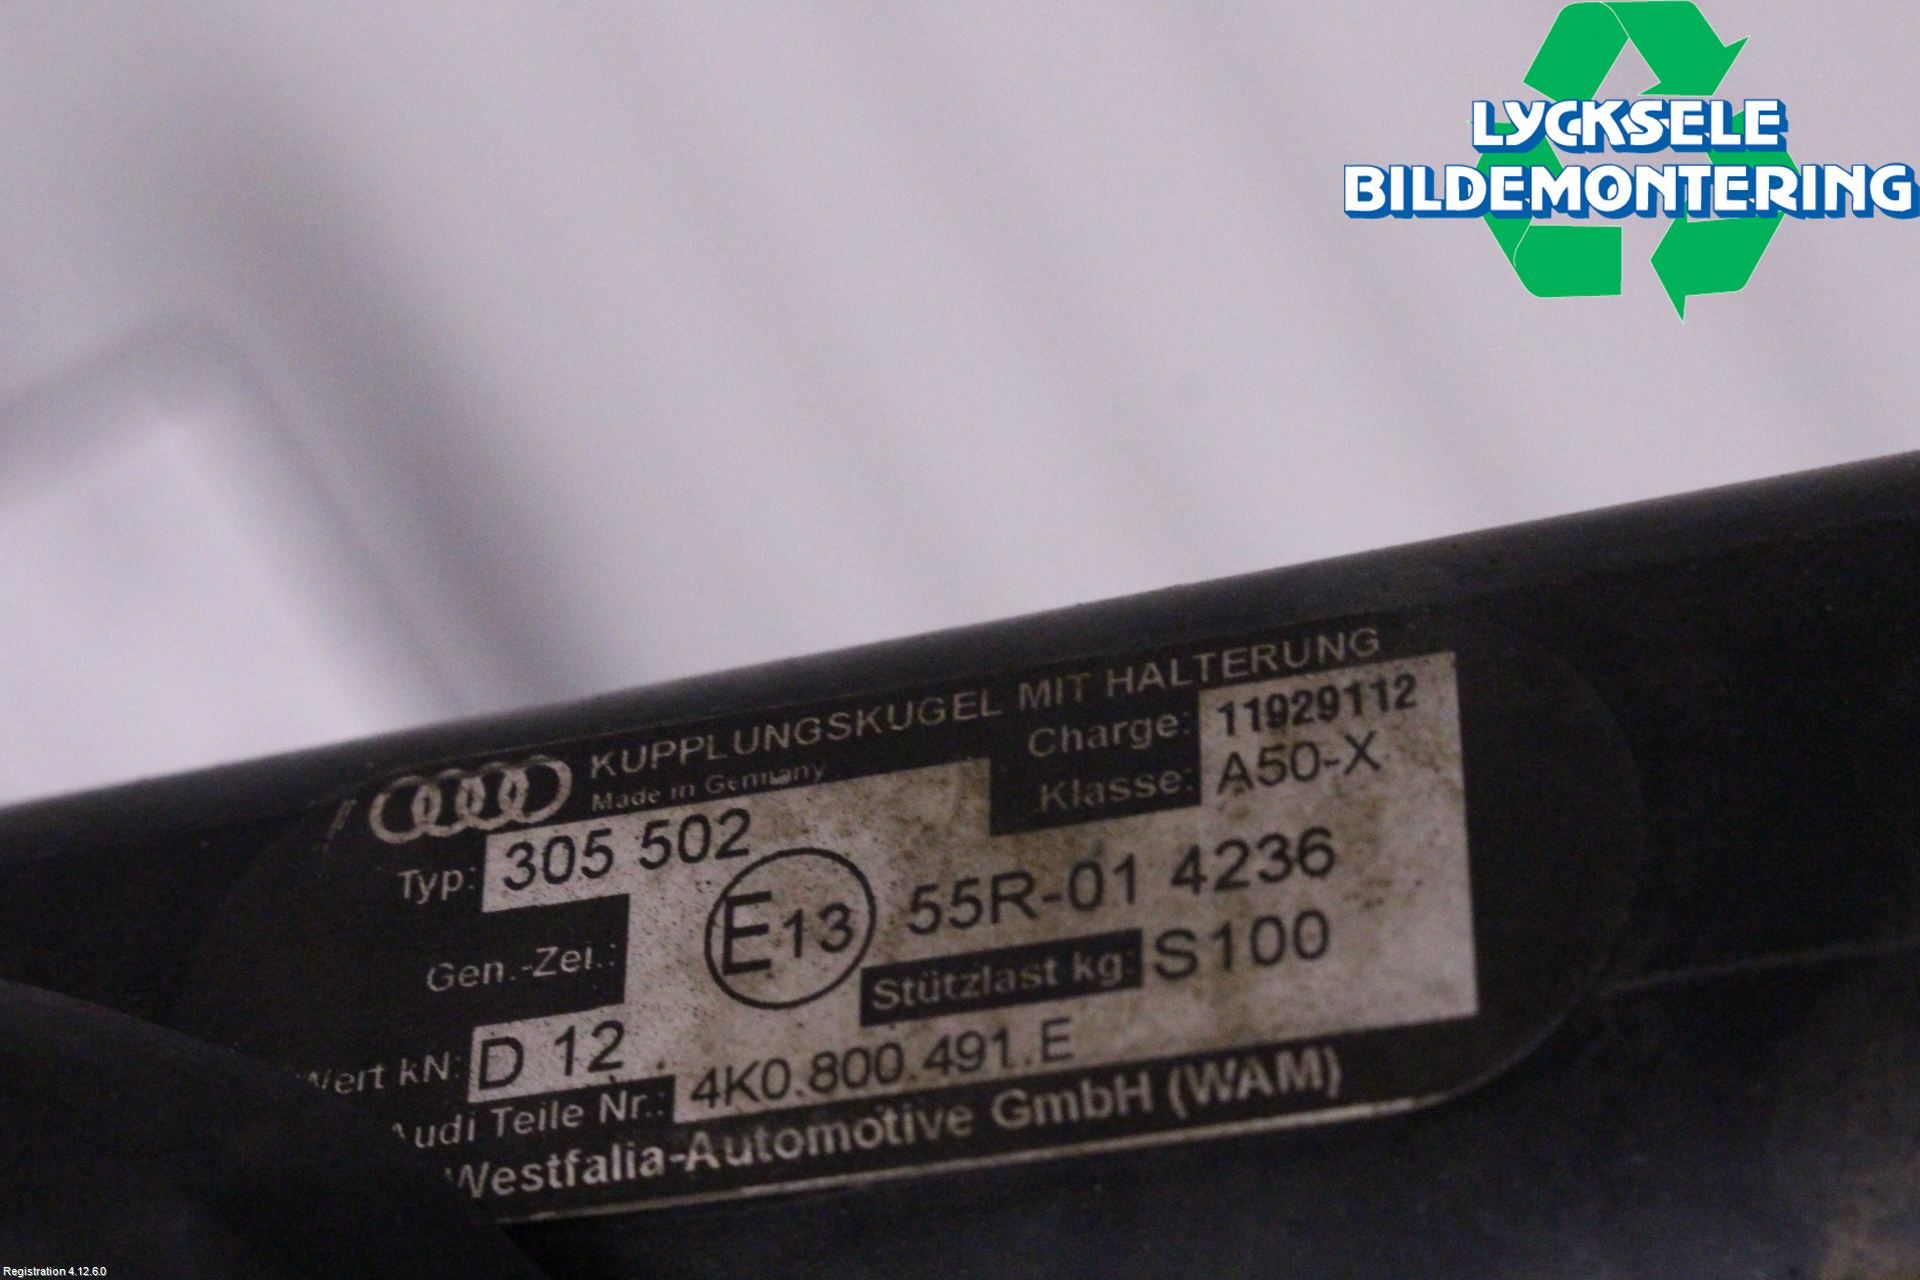 LYCKSELE
BILDEMONTERING
KUPPLUNGSKUGEL MIT HALTERUNG
Made in Germany
Charge: 11929112
Klasse: A50-X
Typ: 305 502
Gen.-Zei.: E13 55R-01 4236
Stützlast kg: S100
Wert kN: D 12
Audi Teile Nr.: 4K0.800.491.E
Westfalia-Automotive GmbH (WAM)
Registration 4.12.6.0